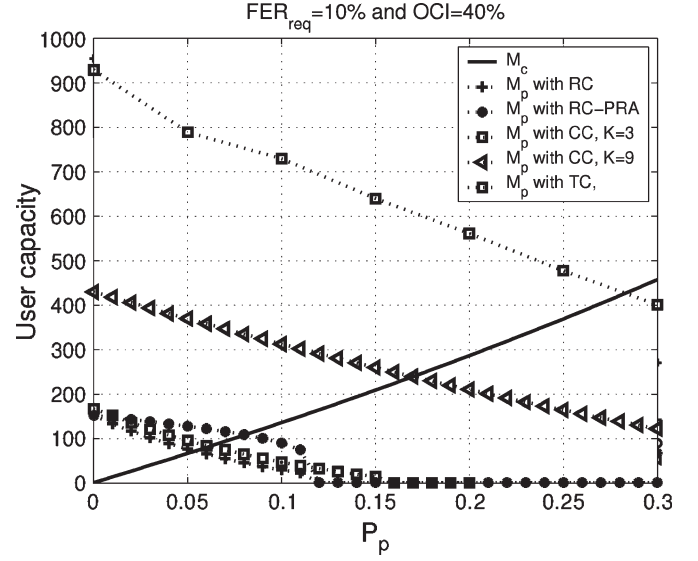 FER_req=10% and OCI=40%
1000
900
800
700
600
500
400
300
200
100
0
User capacity
M_c
M_p with RC
M_p with RC−PRA
M_p with CC, K=3
M_p with CC, K=9
M_p with TC,
0 0.05 0.1 0.15 0.2 0.25 0.3
P_p